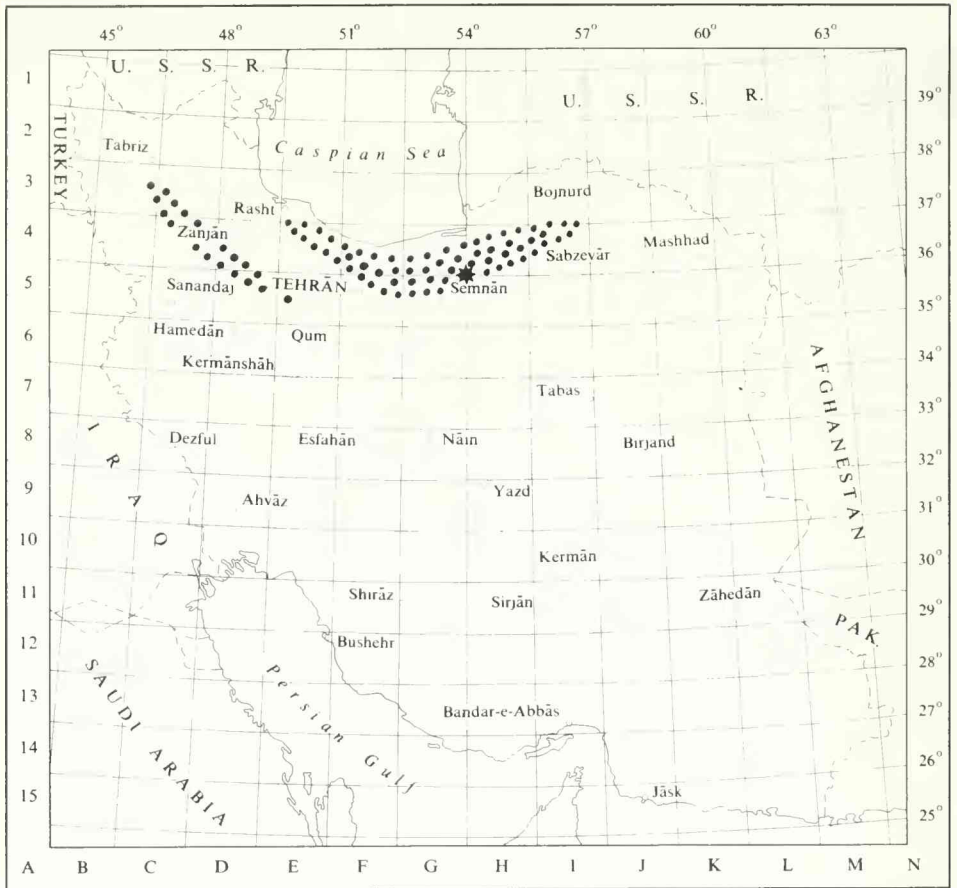 45° 48° 51° 54° 57° 60° 63°
U. S. S. R.
1
39°
U. S. S. R.
2
TURKEY
Tabriz
Caspian Sea
38°
3
Bojnurd
37°
Rasht
4
Zanjān
Mashhad
36°
Sabzevār
5
Sanandaj
TEHRĀN
Semnān
35°
6
Hamedān
Qum
34°
Kermānshāh
AFGHANESTAN
7
Tabas
33°
8
IRAQ
Dezful
Esfahān
Nāin
Birjand
32°
9
Ahvāz
Yazd
31°
10
Kermān
30°
11
Shirāz
Sirjān
Zāhedān
29°
PAK.
12
Bushehr
28°
SAUDI ARABIA
Persian Gulf
13
Bandar-e-Abbās
27°
14
26°
15
Jāsk
25°
A B C D E F G H I J K L M N